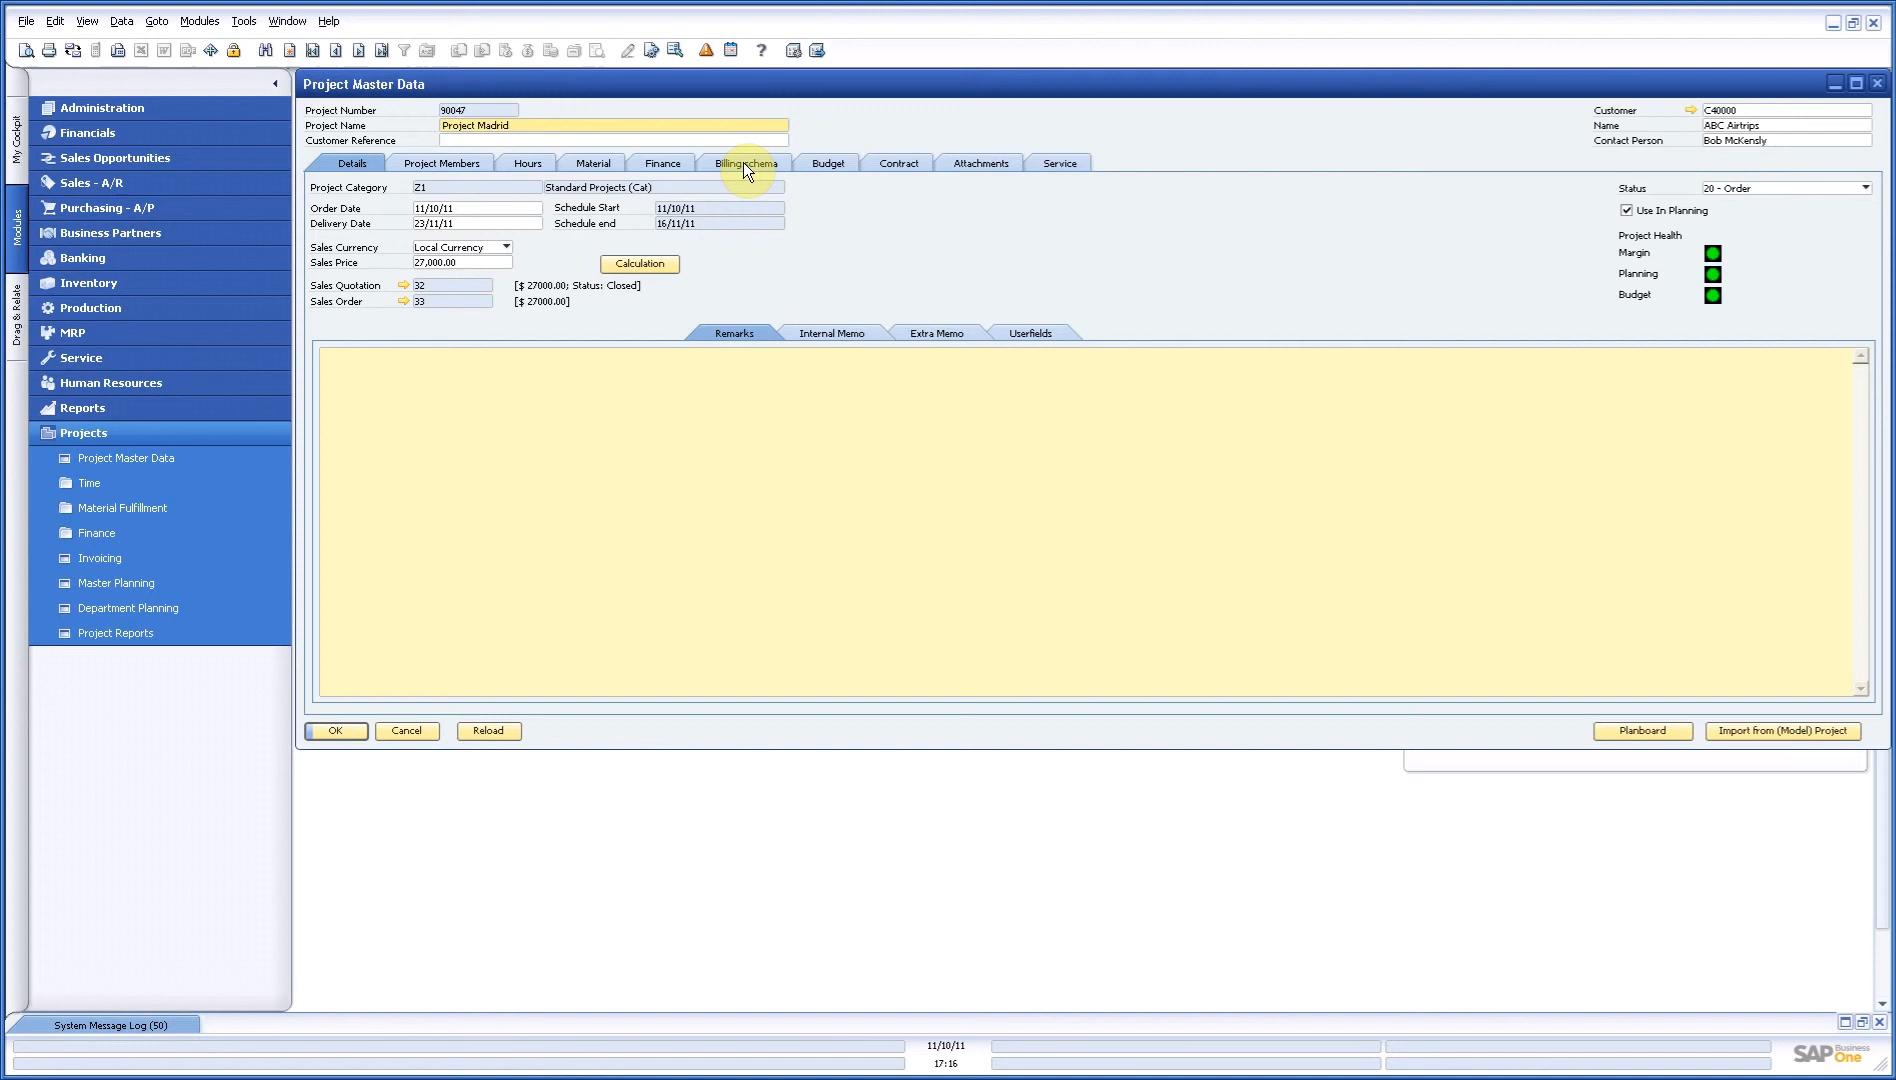 File Edit View Data Goto Modules Tools Window Help
Project Master Data
My Cockpit
Modules
Drag & Relate
Administration
Financials
Sales Opportunities
Sales - A/R
Purchasing - A/P
Business Partners
Banking
Inventory
Production
MRP
Service
Human Resources
Reports
Projects
Project Master Data
Time
Material Fulfillment
Finance
Invoicing
Master Planning
Department Planning
Project Reports
Project Number 90047 Customer C40000
Project Name Project Madrid Name ABC Airtrips
Customer Reference Contact Person Bob McKensly
Details Project Members Hours Material Finance Billing schema Budget Contract Attachments Service
Project Category Z1 Standard Projects (Cat) Status 20 - Order
Order Date 11/10/11 Schedule Start 11/10/11 Use In Planning
Delivery Date 23/11/11 Schedule end 16/11/11
Project Health
Sales Currency Local Currency Margin
Sales Price 27,000.00 Calculation Planning
Sales Quotation 32 [$ 27000.00; Status: Closed]
Sales Order 33 [$ 27000.00] Budget
Remarks Internal Memo Extra Memo Userfields
OK Cancel Reload Planboard Import from (Model) Project
System Message Log (50)
11/10/11
17:16
SAP Business One